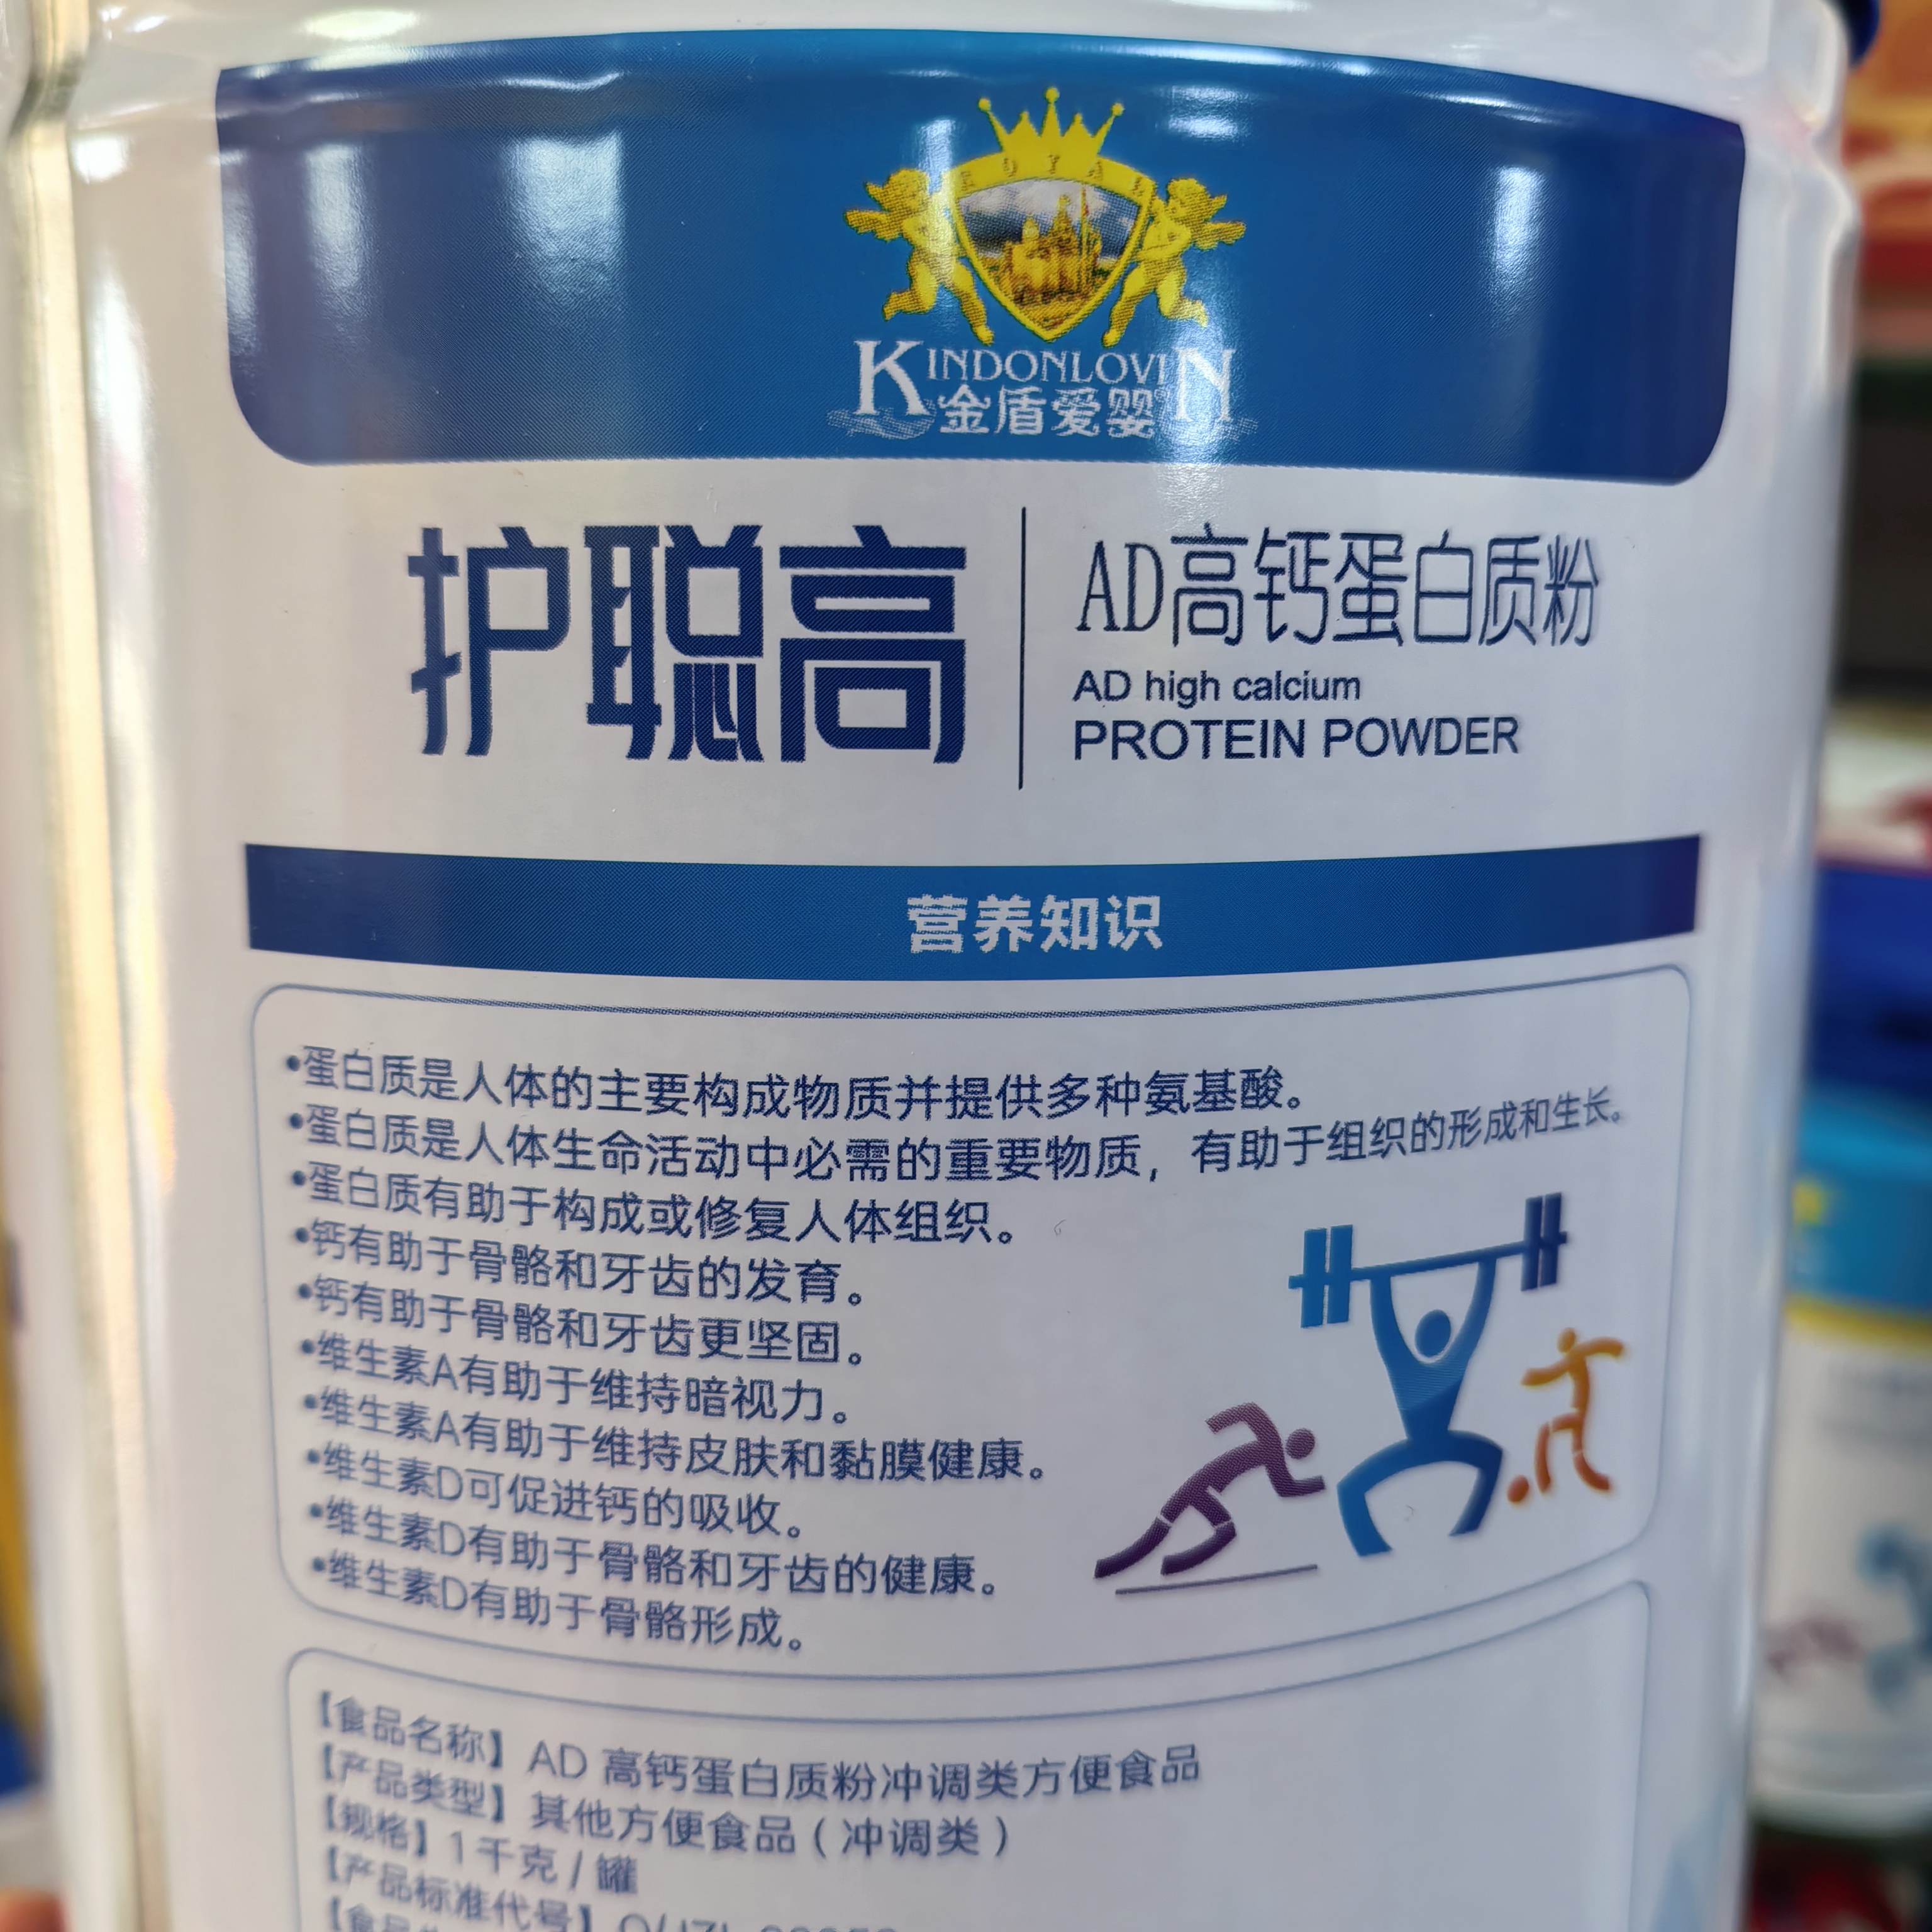 ROYAL
KINDONLOVIN
金盾爱婴
护聪高
AD高钙蛋白质粉
AD high calcium
PROTEIN POWDER
营养知识
•蛋白质是人体的主要构成物质并提供多种氨基酸。
•蛋白质是人体生命活动中必需的重要物质，有助于组织的形成和生长。
•蛋白质有助于构成或修复人体组织。
•钙有助于骨骼和牙齿的发育。
•钙有助于骨骼和牙齿更坚固。
•维生素A有助于维持暗视力。
•维生素A有助于维持皮肤和黏膜健康。
•维生素D可促进钙的吸收。
•维生素D有助于骨骼和牙齿的健康。
•维生素D有助于骨骼形成。
【食品名称】AD 高钙蛋白质粉冲调类方便食品
【产品类型】其他方便食品（冲调类）
【规格】1千克/罐
【产品标准代号】